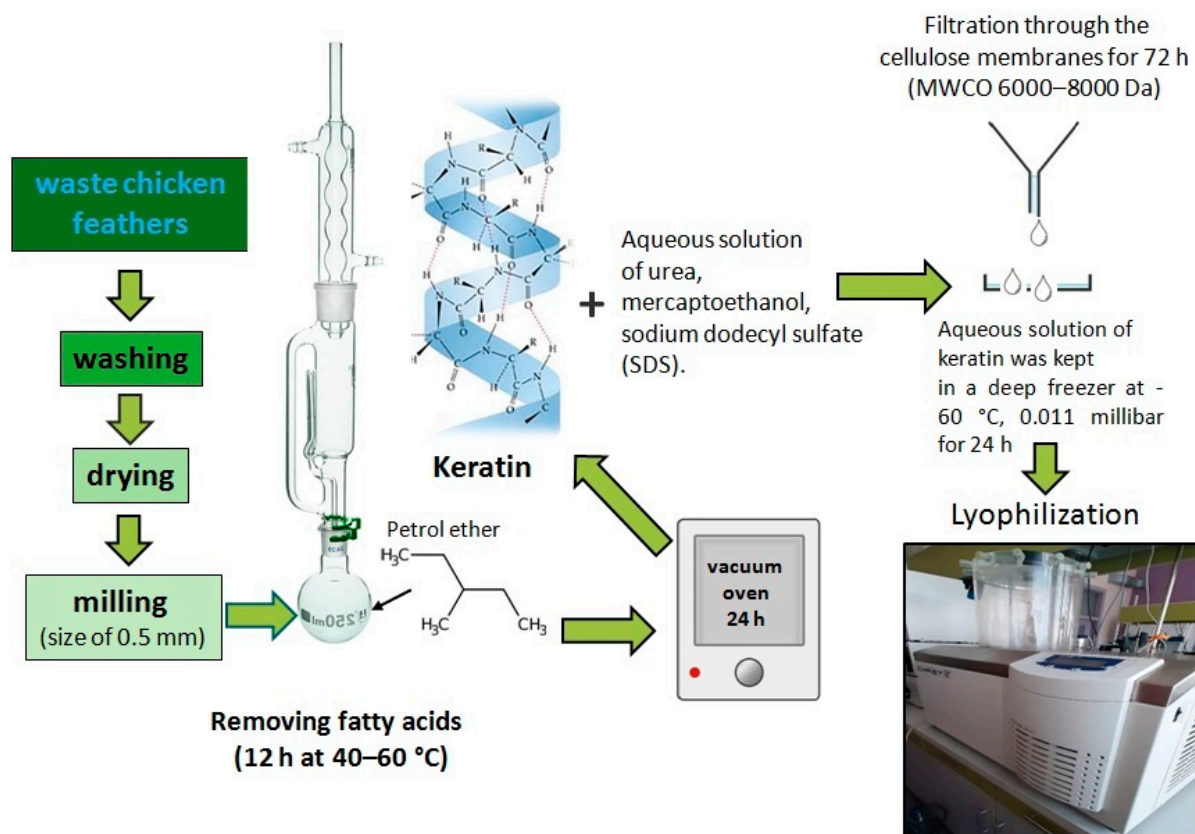 waste chicken
feathers
washing
drying
milling
(size of 0.5 mm)
250ml
Removing fatty acids
(12 h at 40–60 °C)
Petrol ether
H₃C
H₃C
CH₃
vacuum
oven
24 h
Keratin
+
Aqueous solution
of urea,
mercaptoethanol,
sodium dodecyl sulfate
(SDS).
Filtration through the
cellulose membranes for 72 h
(MWCO 6000–8000 Da)
Aqueous solution of
keratin was kept
in a deep freezer at -
60 °C, 0.011 millibar
for 24 h
Lyophilization
CHRIST